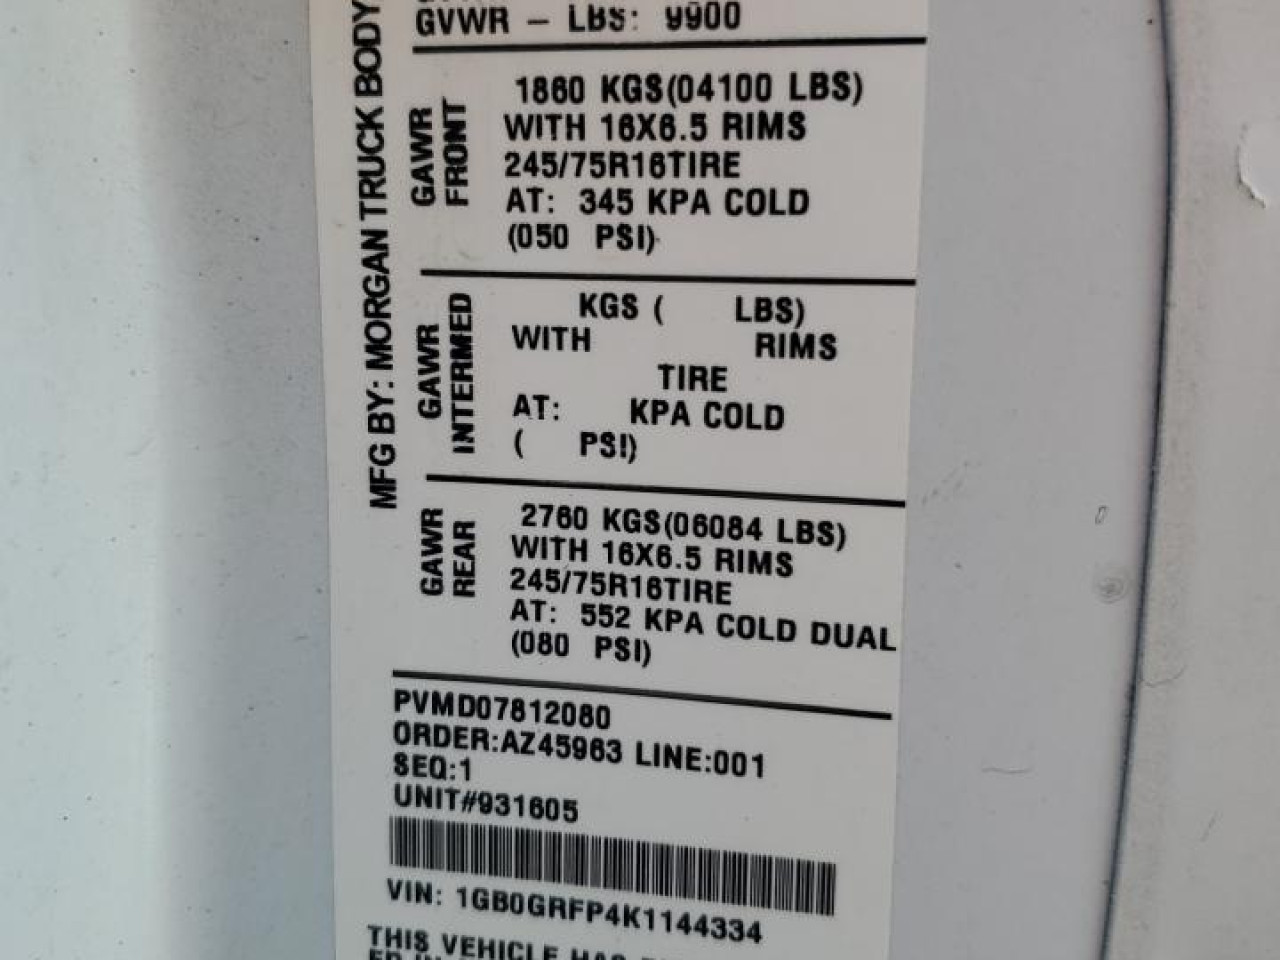 MFG BY: MORGAN TRUCK BODY
GVWR - LBS: 9900
GAWR FRONT
1860 KGS(04100 LBS)
WITH 16X6.5 RIMS
245/75R16TIRE
AT: 345 KPA COLD
(050 PSI)
GAWR INTERMED
KGS ( LBS)
WITH RIMS
TIRE
AT: KPA COLD
( PSI)
GAWR REAR
2760 KGS(06084 LBS)
WITH 16X6.5 RIMS
245/75R16TIRE
AT: 552 KPA COLD DUAL
(080 PSI)
PVMD07812080
ORDER:AZ45963 LINE:001
SEQ:1
UNIT#931605
VIN: 1GB0GRFP4K1144334
THIS VEHICLE HAS